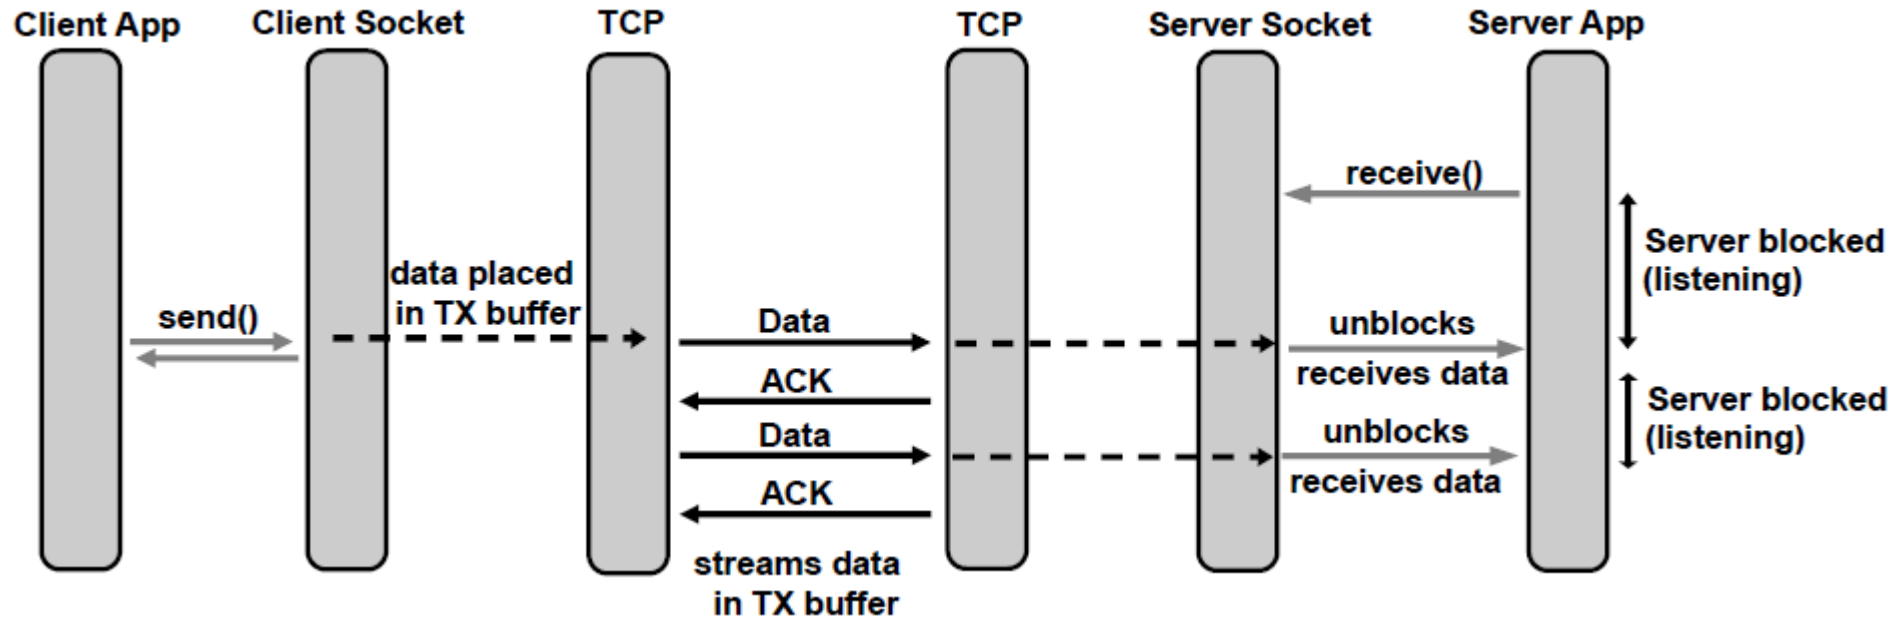 Client App
Client Socket
TCP
TCP
Server Socket
Server App
receive()
Server blocked
(listening)
data placed
in TX buffer
send()
Data
unblocks
receives data
ACK
Server blocked
(listening)
Data
unblocks
receives data
ACK
streams data
in TX buffer